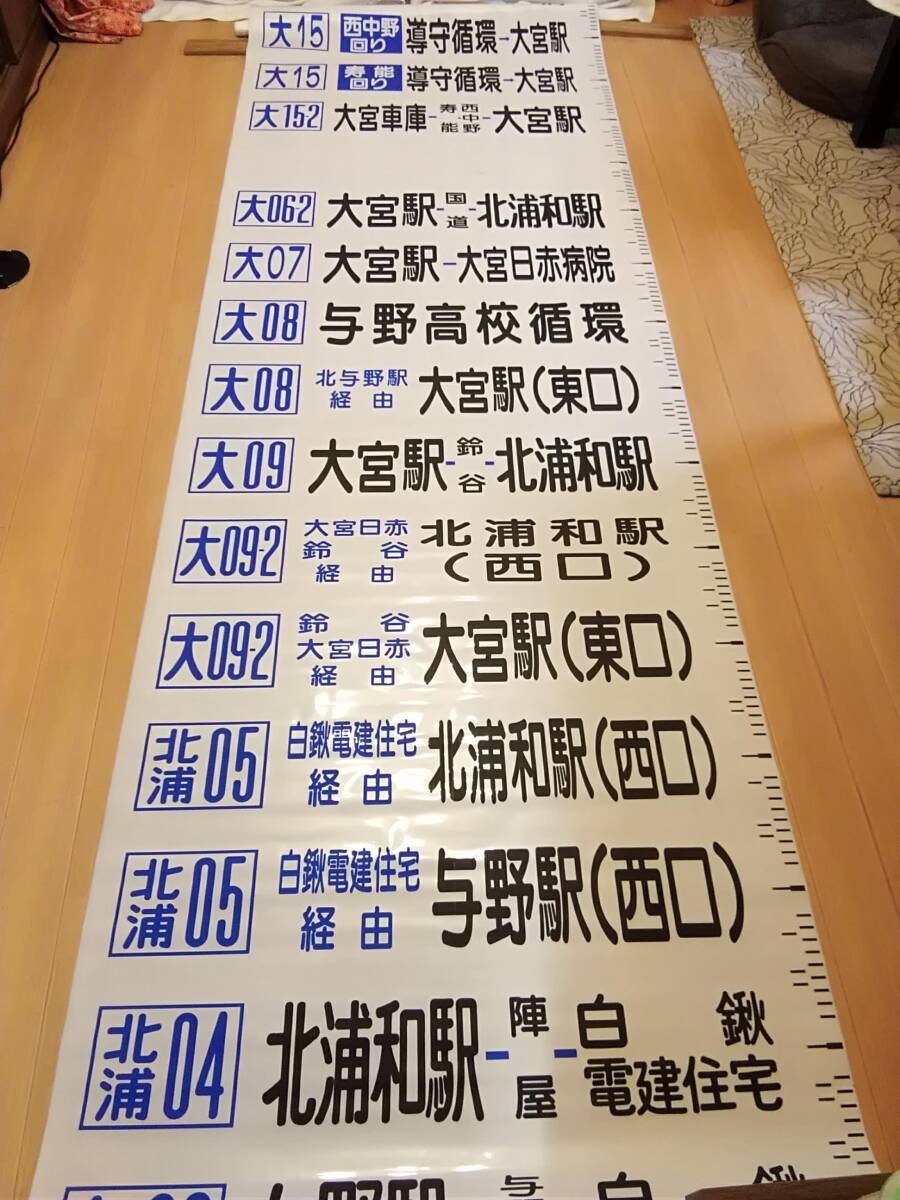 大15 西中野回り 導守循環→大宮駅
大15 寿能回り 導守循環→大宮駅
大15-2 大宮車庫-寿能・西中野-大宮駅
大06-2 大宮駅-国道-北浦和駅
大07 大宮駅-大宮日赤病院
大08 与野高校循環
大08 北与野駅経由 大宮駅(東口)
大09 大宮駅-鈴谷-北浦和駅
大09-2 大宮日赤鈴谷経由 北浦和駅(西口)
大09-2 鈴谷大宮日赤経由 大宮駅(東口)
北浦05 白鍬電建住宅経由 北浦和駅(西口)
北浦05 白鍬電建住宅経由 与野駅(西口)
北浦04 北浦和駅-陣屋-白鍬電建住宅
与野駅 与 白鍬